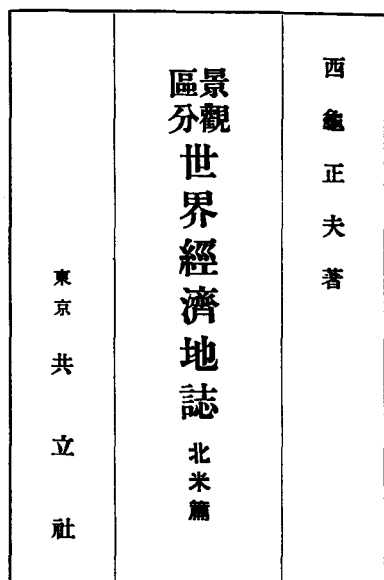 西龜正夫著
景觀
區分
世界經濟地誌 北米篇
東京 共立社